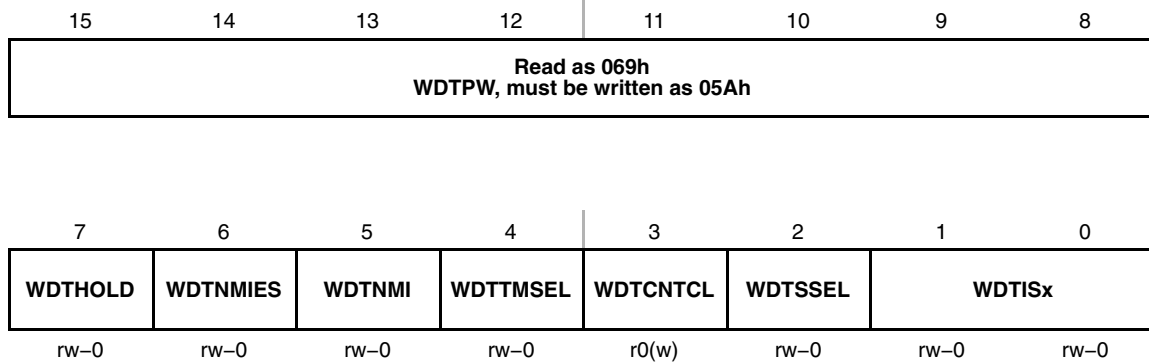 15 14 13 12 11 10 9 8
Read as 069h
WDTPW, must be written as 05Ah
7 6 5 4 3 2 1 0
WDTHOLD WDTNMIES WDTNMI WDTTMSEL WDTCNTCL WDTSSEL WDTISx
rw−0 rw−0 rw−0 rw−0 r0(w) rw−0 rw−0 rw−0